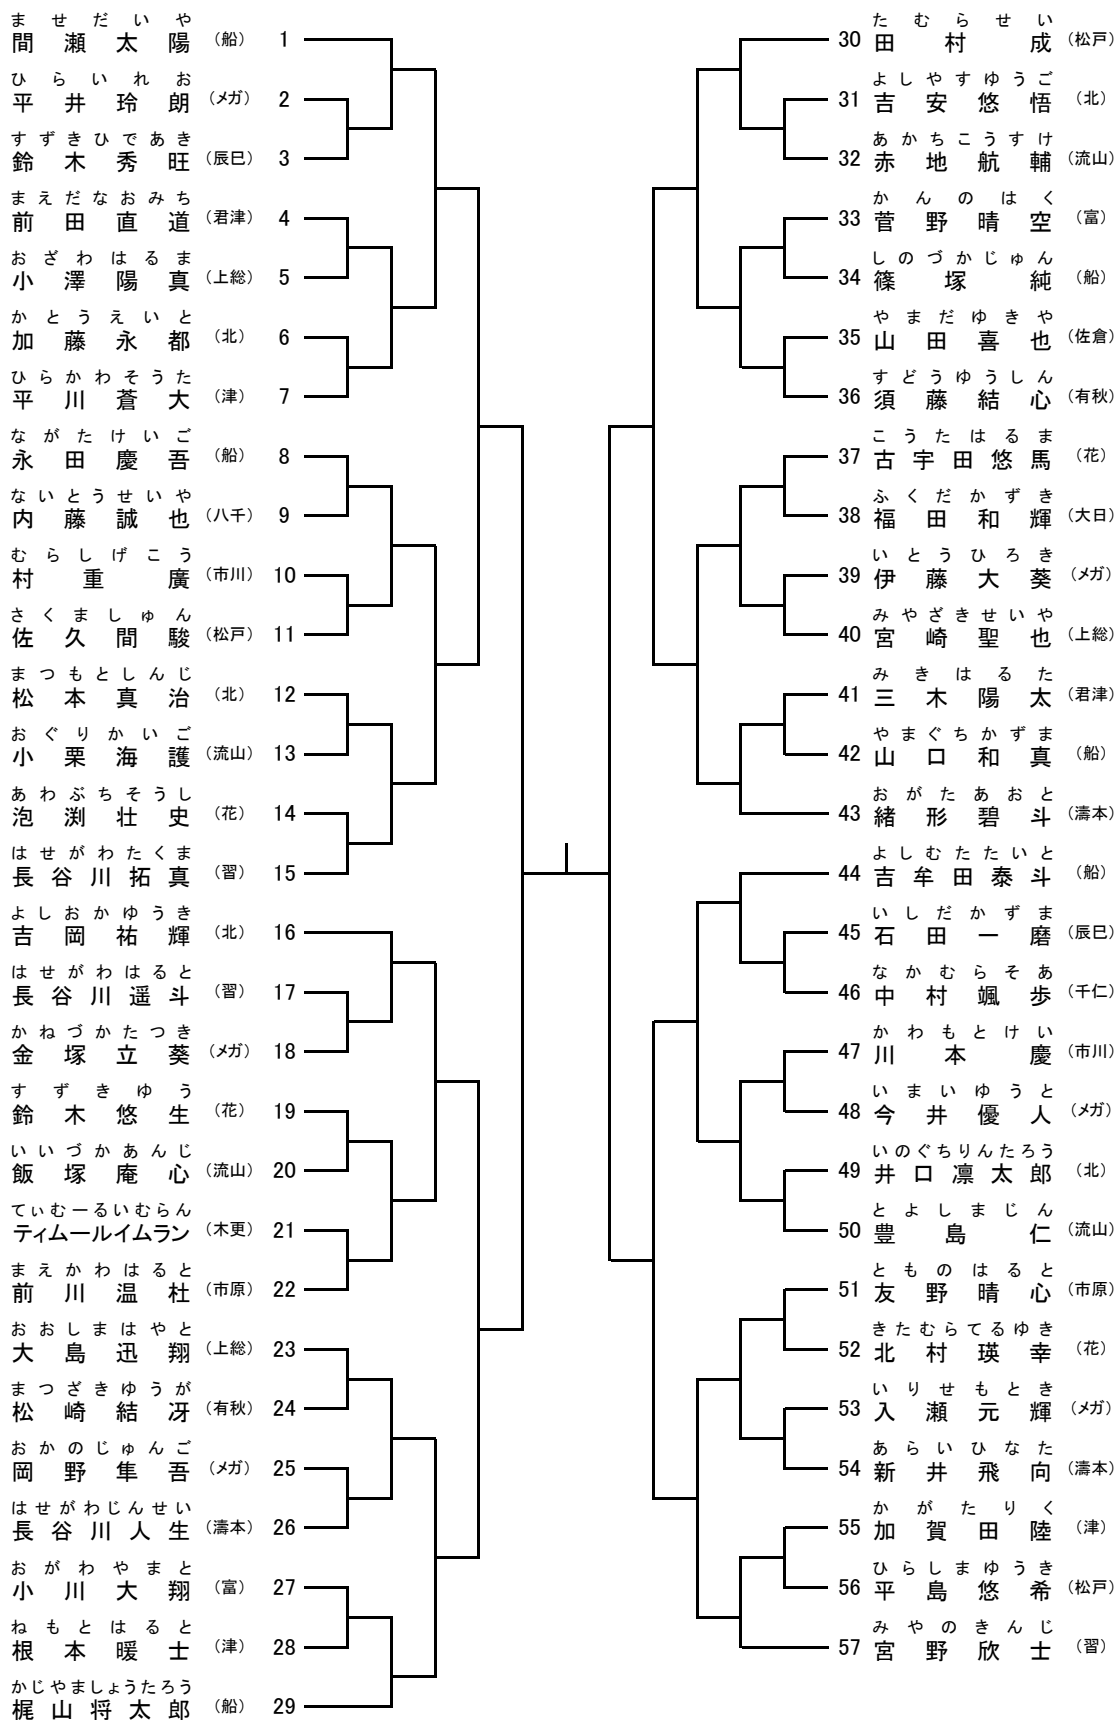 ませだいや
間瀬太陽 （船） 1
ひらいれお
平井玲朗 （メガ） 2
すずきひであき
鈴木秀旺 （辰巳） 3
まえだなおみち
前田直道 （君津） 4
おざわはるま
小澤陽真 （上総） 5
かとうえいと
加藤永都 （北） 6
ひらかわそうた
平川蒼大 （津） 7
ながたけいご
永田慶吾 （船） 8
ないとうせいや
内藤誠也 （八千） 9
むらしげこう
村重廣 （市川） 10
さくましゅん
佐久間駿 （松戸） 11
まつもとしんじ
松本真治 （北） 12
おぐりかいご
小栗海護 （流山） 13
あわぶちそうし
泡渕壮史 （花） 14
はせがわたくま
長谷川拓真 （習） 15
よしおかゆうき
吉岡祐輝 （北） 16
はせがわはると
長谷川遥斗 （習） 17
かねづかたつき
金塚立葵 （メガ） 18
すずきゆう
鈴木悠生 （花） 19
いいづかあんじ
飯塚庵心 （流山） 20
てぃむーるいむらん
ティムールイムラン （木更） 21
まえかわはると
前川温杜 （市原） 22
おおしまはやと
大島迅翔 （上総） 23
まつざきゆうが
松崎結冴 （有秋） 24
おかのじゅんご
岡野隼吾 （メガ） 25
はせがわじんせい
長谷川人生 （濤本） 26
おがわやまと
小川大翔 （富） 27
ねもとはると
根本暖士 （津） 28
かじやましょうたろう
梶山将太郎 （船） 29
たむらせい
30 田村成 （松戸）
よしやすゆうご
31 吉安悠悟 （北）
あかちこうすけ
32 赤地航輔 （流山）
かんのはく
33 菅野晴空 （富）
しのづかじゅん
34 篠塚純 （船）
やまだゆきや
35 山田喜也 （佐倉）
すどうゆうしん
36 須藤結心 （有秋）
こうたはるま
37 古宇田悠馬 （花）
ふくだかずき
38 福田和輝 （大日）
いとうひろき
39 伊藤大葵 （メガ）
みやざきせいや
40 宮崎聖也 （上総）
みきはるた
41 三木陽太 （君津）
やまぐちかずま
42 山口和真 （船）
おがたあおと
43 緒形碧斗 （濤本）
よしむたたいと
44 吉牟田泰斗 （船）
いしだかずま
45 石田一磨 （辰巳）
なかむらそあ
46 中村颯歩 （千仁）
かわもとけい
47 川本慶 （市川）
いまいゆうと
48 今井優人 （メガ）
いのぐちりんたろう
49 井口凛太郎 （北）
とよしまじん
50 豊島仁 （流山）
とものはると
51 友野晴心 （市原）
きたむらてるゆき
52 北村瑛幸 （花）
いりせもとき
53 入瀬元輝 （メガ）
あらいひなた
54 新井飛向 （濤本）
かがたりく
55 加賀田陸 （津）
ひらしまゆうき
56 平島悠希 （松戸）
みやのきんじ
57 宮野欣士 （習）